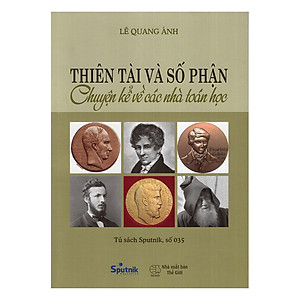 LÊ QUANG ÁNH
THIÊN TÀI VÀ SỐ PHẬN
Chuyện kể về các nhà toán học
Tủ sách Sputnik, số 035
Sputnik
Nhà xuất bản
Thế Giới